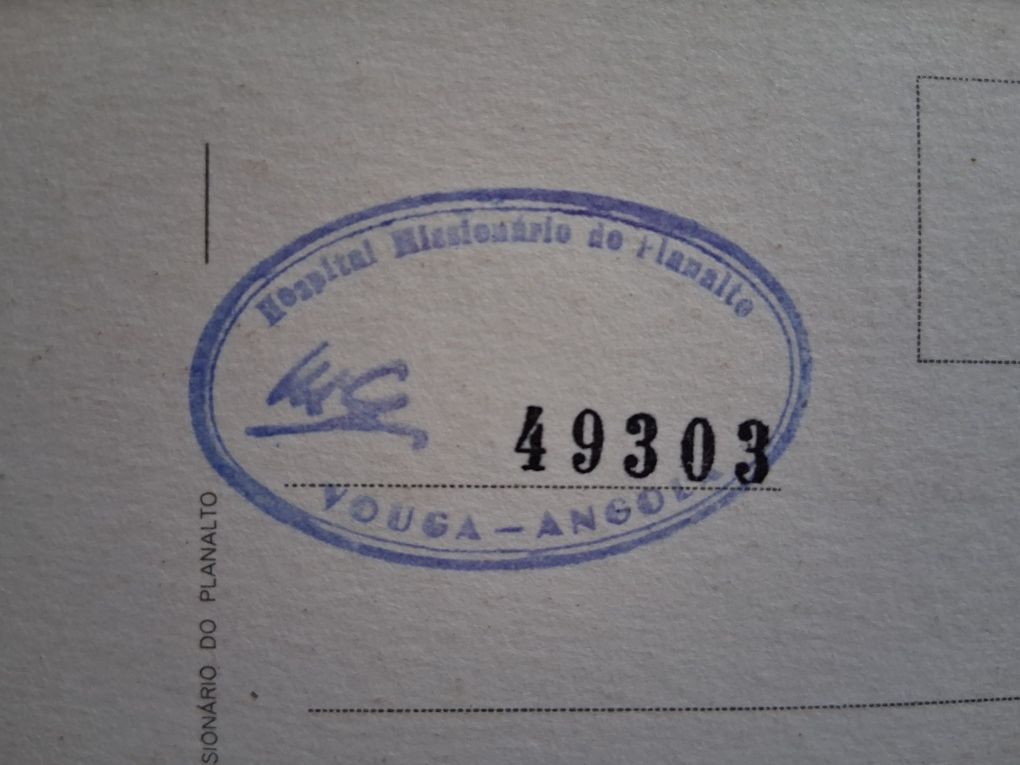 Hospital Missionário do Planalto
49303
VOUGA – ANGOLA
SIONÁRIO DO PLANALTO